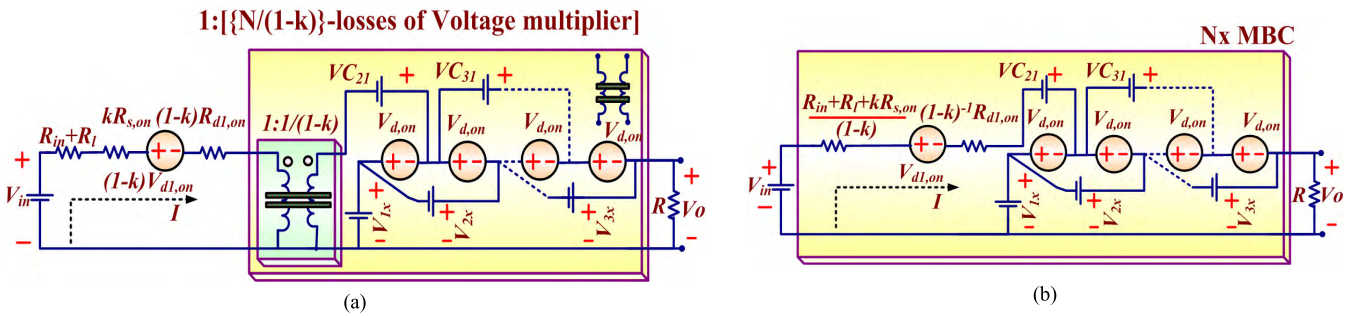 1:[{N/(1-k)}-losses of Voltage multiplier]
VC21 + VC31 +
kRs,on (1-k)Rd1,on
Rin+Rl
1:1/(1-k)
Vd,on Vd,on Vd,on Vd,on
+ - + - + - + - + -
(1-k)Vd1,on
+ Vin -
I
+ V1x -
+ V2x -
+ V3x -
R
+ Vo -
(a)
Nx MBC
VC21 + VC31 +
Rin+Rl+kRs,on (1-k)-1Rd1,on
(1-k)
Vd,on Vd,on Vd,on Vd,on
+ - + - + - + - + -
Vd1,on
+ Vin -
I
+ V1x -
+ V2x -
+ V3x -
R
+ Vo -
(b)